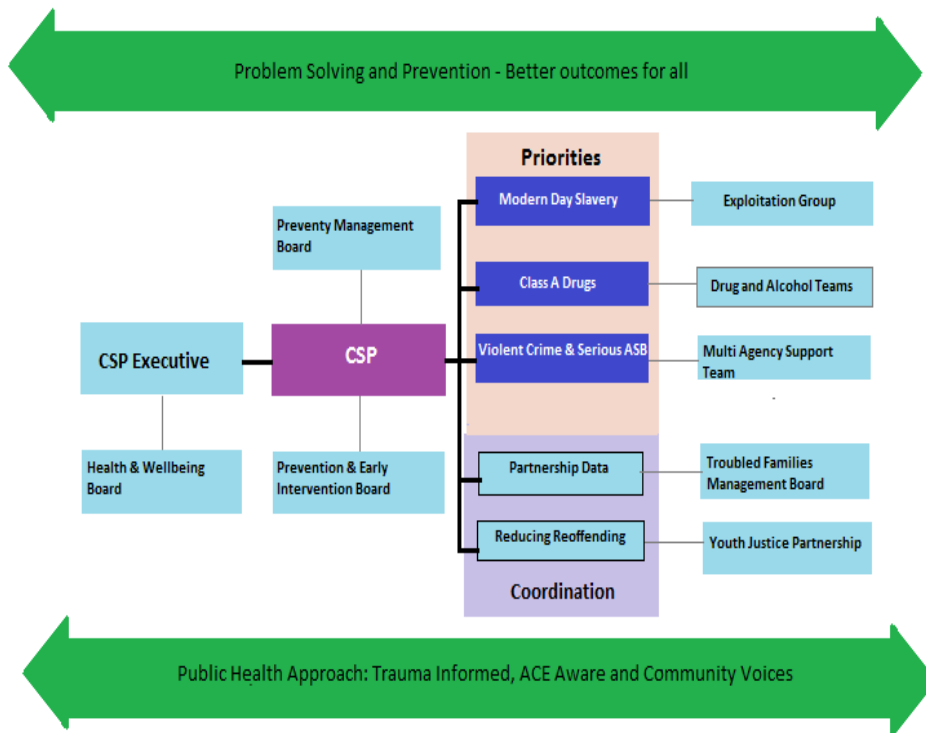 Problem Solving and Prevention - Better outcomes for all
Priorities
Modern Day Slavery
Exploitation Group
Preventy Management
Board
Class A Drugs
Drug and Alcohol Teams
CSP Executive
CSP
Violent Crime & Serious ASB
Multi Agency Support
Team
Health & Wellbeing
Board
Prevention & Early
Intervention Board
Partnership Data
Troubled Families
Management Board
Reducing Reoffending
Youth Justice Partnership
Coordination
Public Health Approach: Trauma Informed, ACE Aware and Community Voices